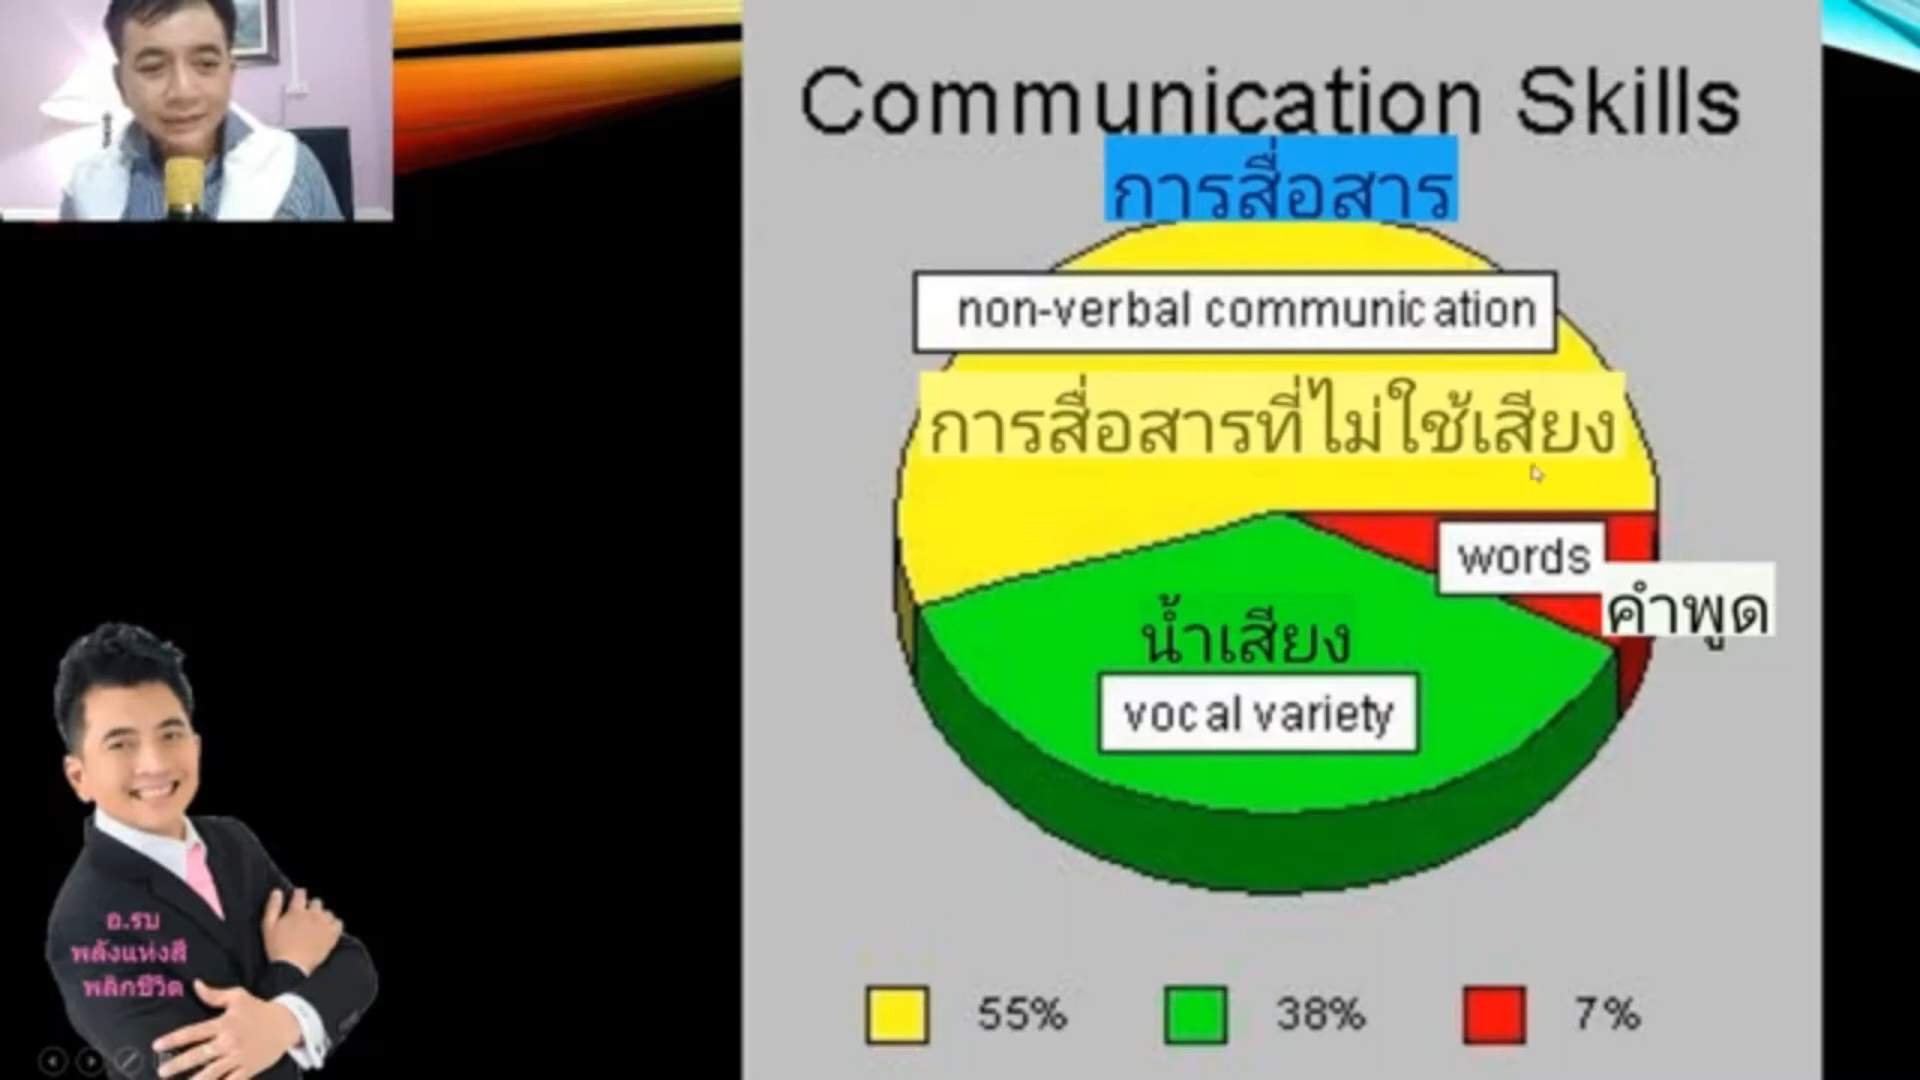 Communication Skills
การสื่อสาร
non-verbal communication
การสื่อสารที่ไม่ใช้เสียง
words
คำพูด
น้ำเสียง
vocal variety
55%
38%
7%
อ.รบ
พลังแห่งสี
พลิกชีวิต